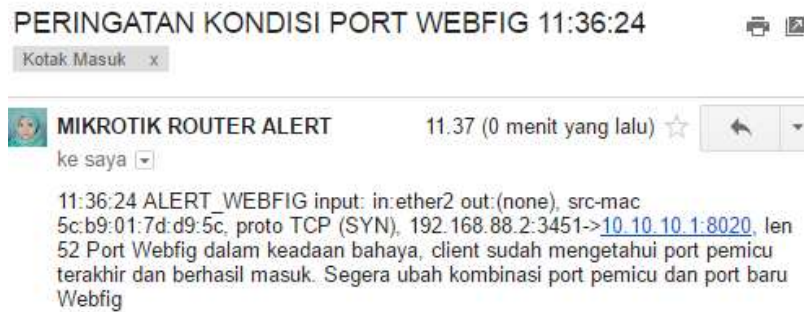 PERINGATAN KONDISI PORT WEBFIG 11:36:24
Kotak Masuk x
MIKROTIK ROUTER ALERT 11.37 (0 menit yang lalu)
ke saya
11:36:24 ALERT_WEBFIG input: in:ether2 out:(none), src-mac
5c:b9:01:7d:d9:5c, proto TCP (SYN), 192.168.88.2:3451->10.10.10.1:8020, len
52 Port Webfig dalam keadaan bahaya, client sudah mengetahui port pemicu
terakhir dan berhasil masuk. Segera ubah kombinasi port pemicu dan port baru
Webfig